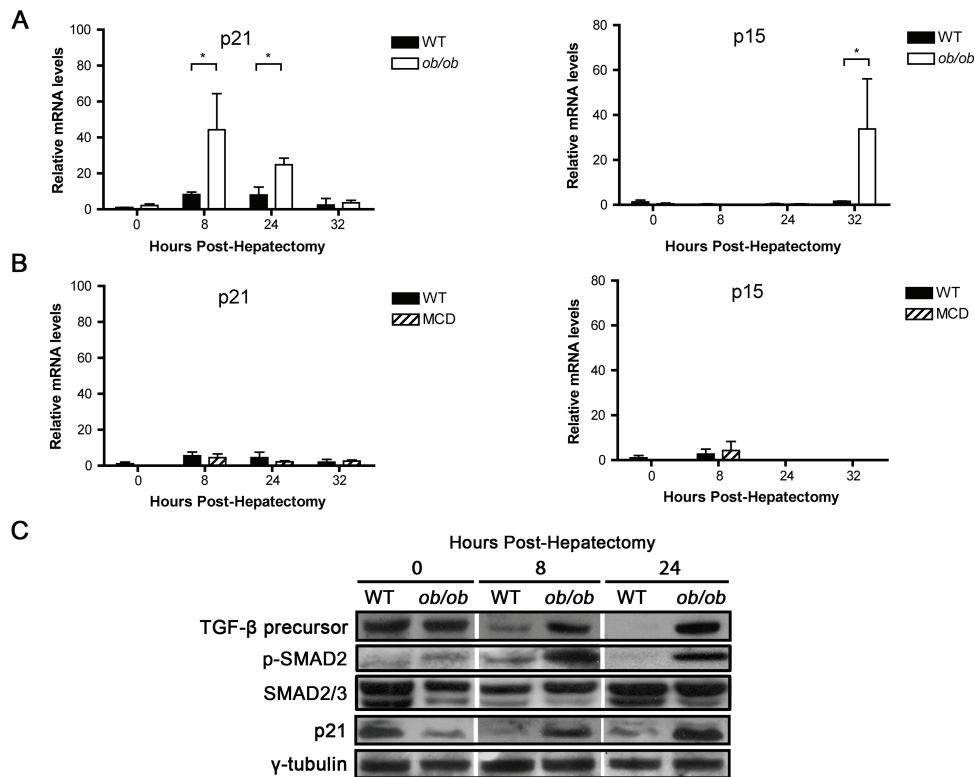 A
p21
WT
ob/ob
Relative mRNA levels
100
80
60
40
20
0
* *
0 8 24 32
Hours Post-Hepatectomy
p15
WT
ob/ob
Relative mRNA levels
80
60
40
20
0
*
0 8 24 32
Hours Post-Hepatectomy
B
p21
WT
MCD
Relative mRNA levels
100
80
60
40
20
0
0 8 24 32
Hours Post-Hepatectomy
p15
WT
MCD
Relative mRNA levels
80
60
40
20
0
0 8 24 32
Hours Post-Hepatectomy
C
Hours Post-Hepatectomy
0 8 24
WT ob/ob WT ob/ob WT ob/ob
TGF-β precursor
p-SMAD2
SMAD2/3
p21
γ-tubulin